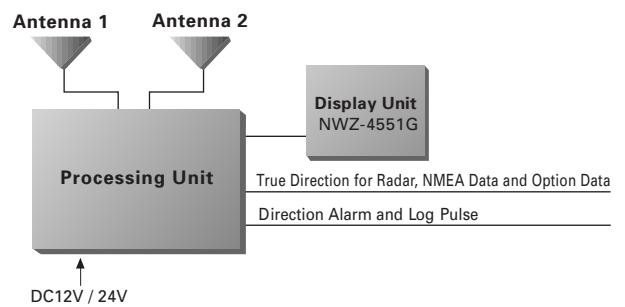 Antenna 1
Antenna 2
Display Unit
NWZ-4551G
Processing Unit
True Direction for Radar, NMEA Data and Option Data
Direction Alarm and Log Pulse
DC12V / 24V